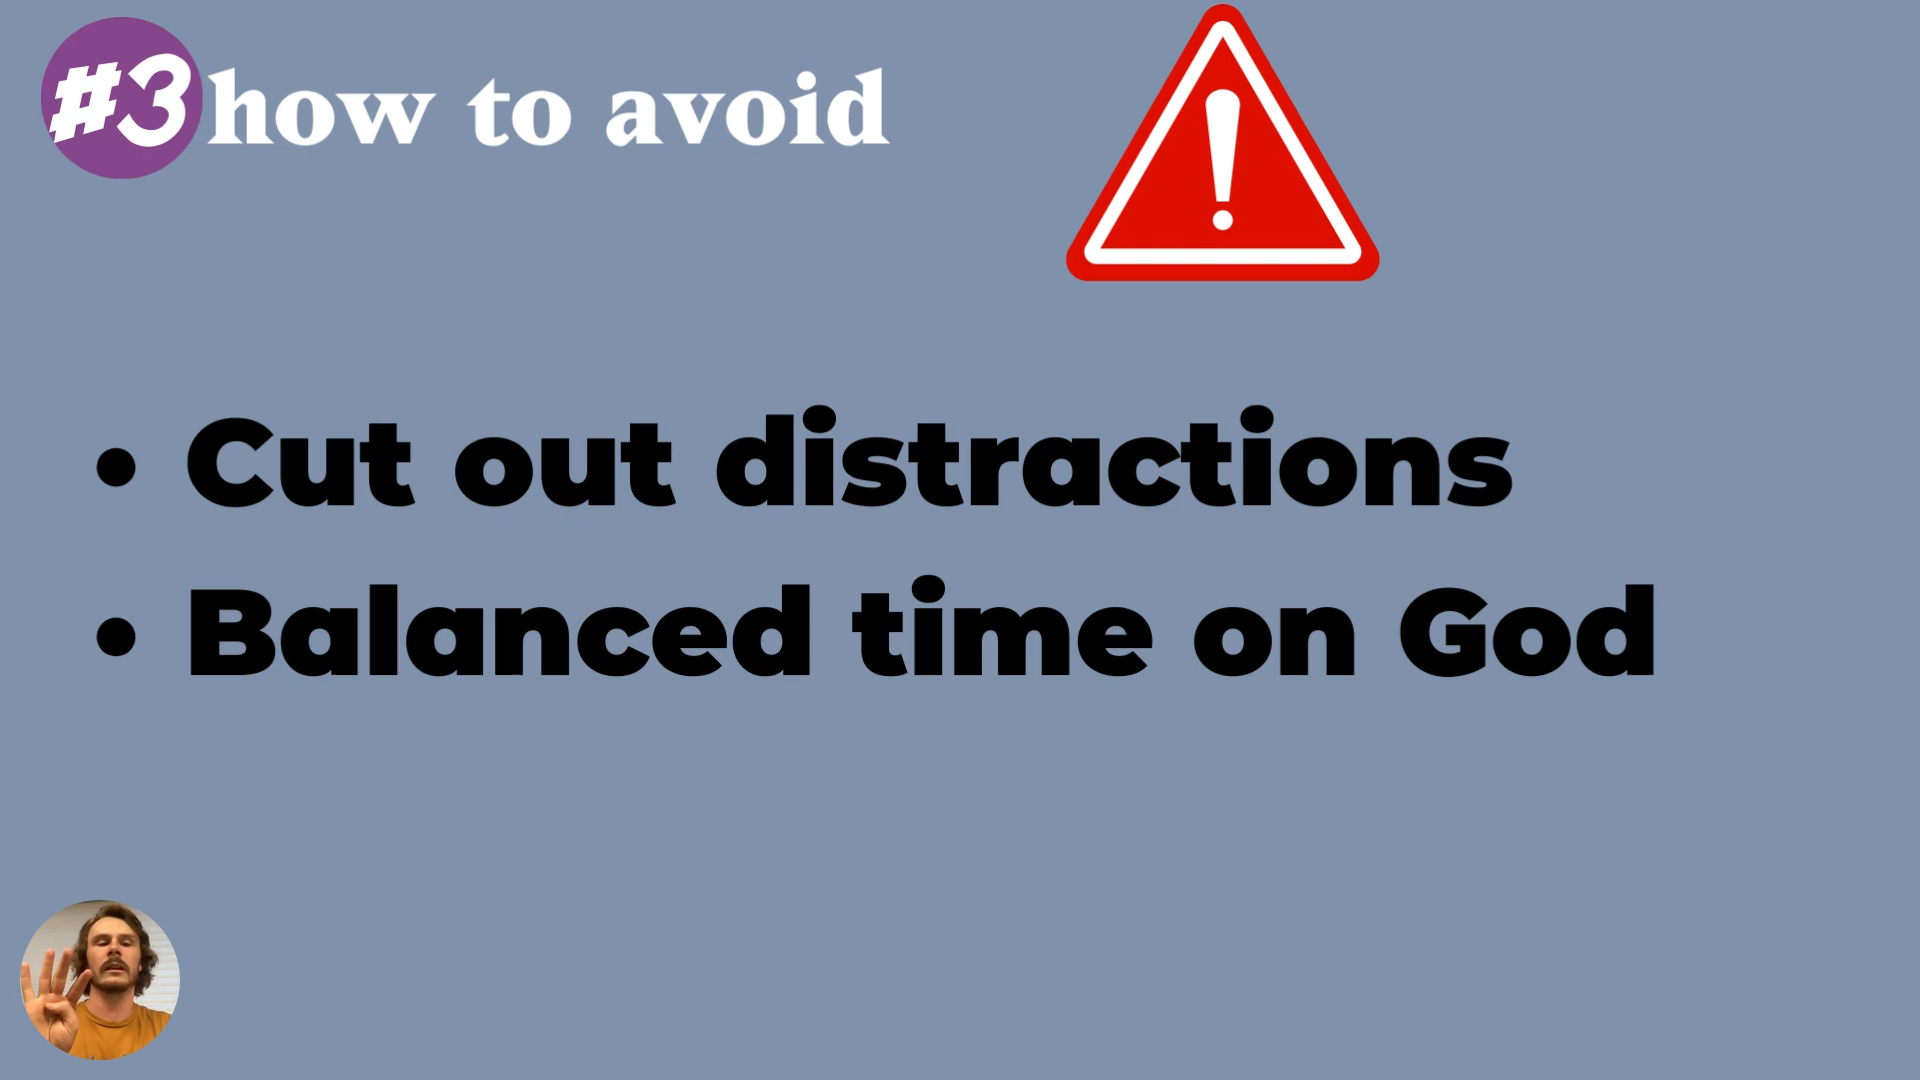 #3 how to avoid
!
• Cut out distractions
• Balanced time on God